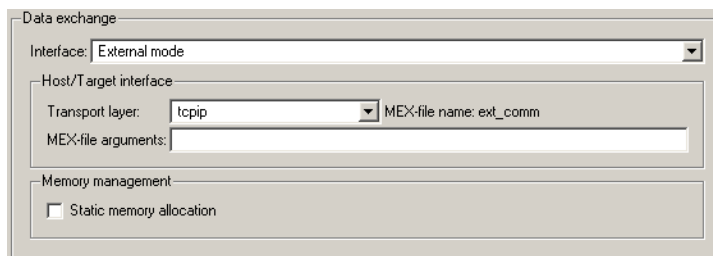 Data exchange
Interface: External mode
Host/Target interface
Transport layer: tcpip MEX-file name: ext_comm
MEX-file arguments:
Memory management
Static memory allocation